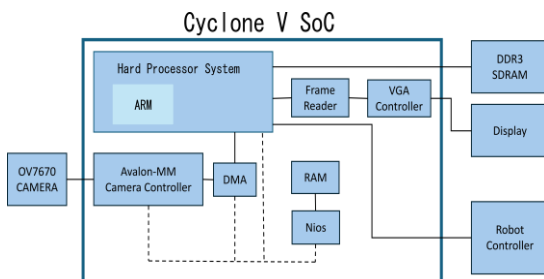 Cyclone V SoC
Hard Processor System
ARM
Frame
Reader
VGA
Controller
DDR3
SDRAM
Display
OV7670
CAMERA
Avalon-MM
Camera Controller
DMA
RAM
Nios
Robot
Controller